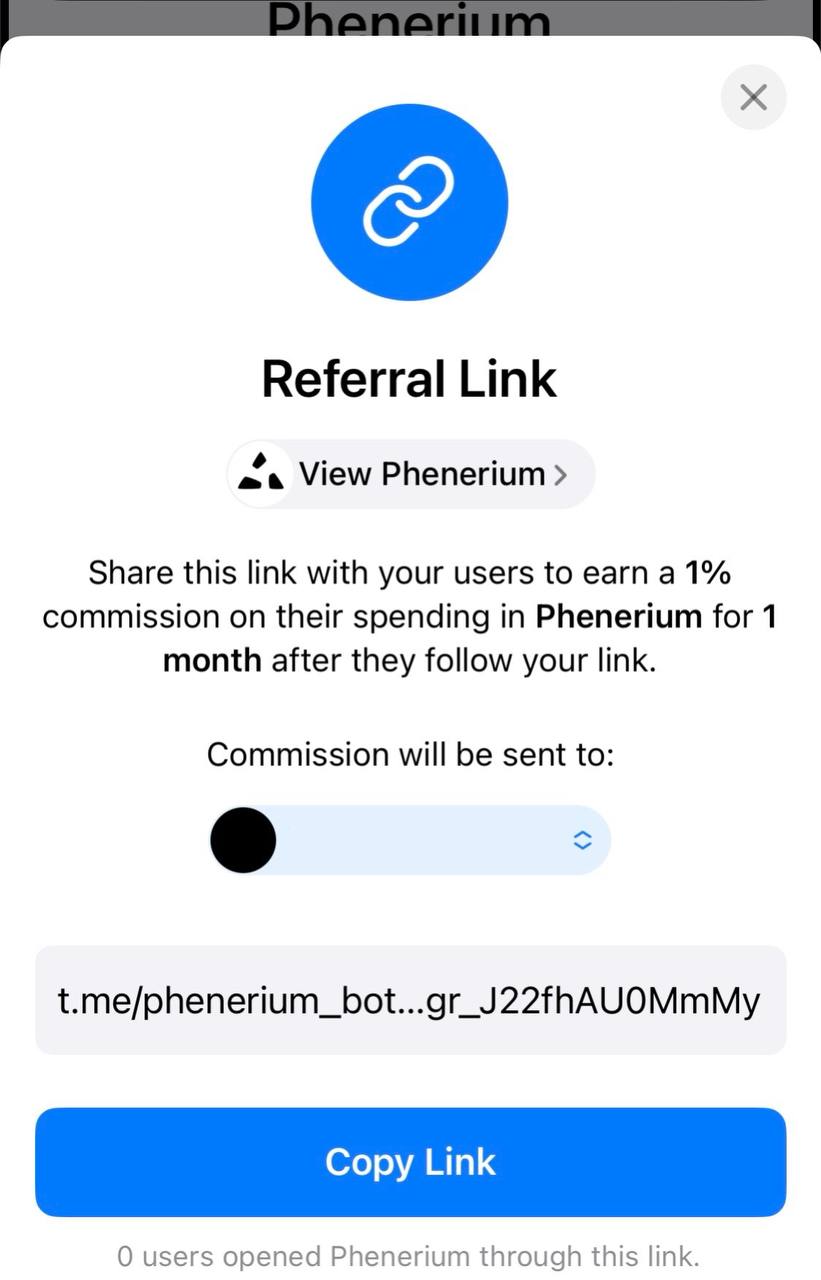 Phenerium
Referral Link
View Phenerium
Share this link with your users to earn a 1%
commission on their spending in Phenerium for 1
month after they follow your link.
Commission will be sent to:
t.me/phenerium_bot...gr_J22fhAU0MmMy
Copy Link
0 users opened Phenerium through this link.